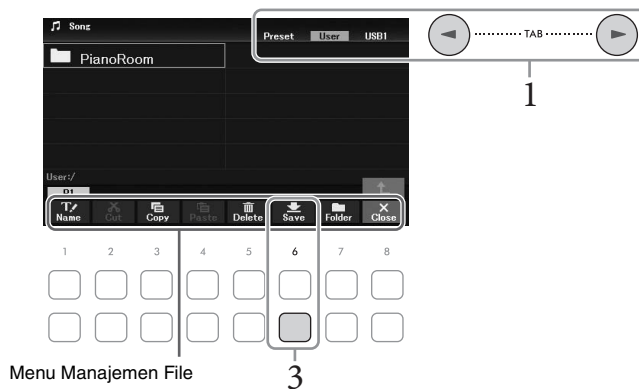 Song
Preset User USB1
TAB
1
PianoRoom
User:/
P1
Name Cut Copy Paste Delete Save Folder Close
1 2 3 4 5 6 7 8
Menu Manajemen File
3